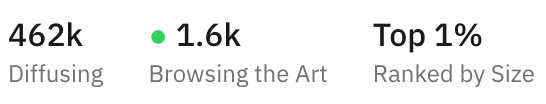 462k 1.6k Top 1%
Diffusing Browsing the Art Ranked by Size